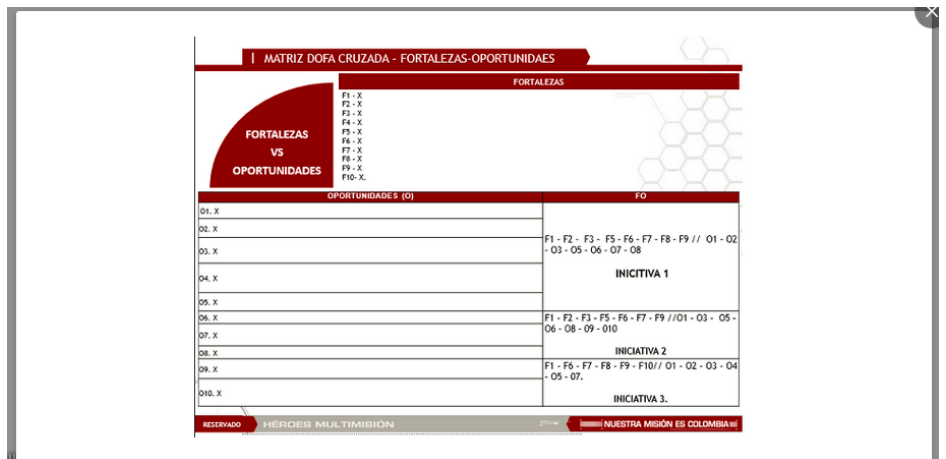 | MATRIZ DOFA CRUZADA - FORTALEZAS-OPORTUNIDAES
FORTALEZAS
FORTALEZAS
VS
OPORTUNIDADES
F1 - X
F2 - X
F3 - X
F4 - X
F5 - X
F6 - X
F7 - X
F8 - X
F9 - X
F10- X.
OPORTUNIDADES (O)
FO
O1. X
O2. X
O3. X
O4. X
O5. X
O6. X
O7. X
O8. X
O9. X
O10. X
F1 - F2 - F3 - F5 - F6 - F7 - F8 - F9 // O1 - O2
- O3 - O5 - O6 - O7 - O8
INICITIVA 1
F1 - F2 - F3 - F5 - F6 - F7 - F9 //O1 - O3 - O5 -
O6 - O8 - 09 - 010
INICIATIVA 2
F1 - F6 - F7 - F8 - F9 - F10// O1 - O2 - O3 - O4
- O5 - 07.
INICIATIVA 3.
RESERVADO
HÉROES MULTIMISIÓN
NUESTRA MISIÓN ES COLOMBIA